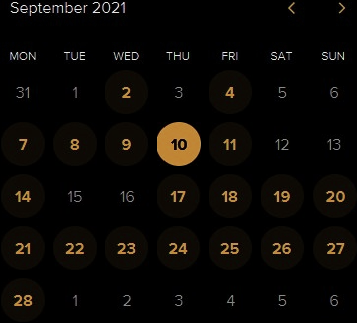 September 2021
MON TUE WED THU FRI SAT SUN
31 1 2 3 4 5 6
7 8 9 10 11 12 13
14 15 16 17 18 19 20
21 22 23 24 25 26 27
28 1 2 3 4 5 6